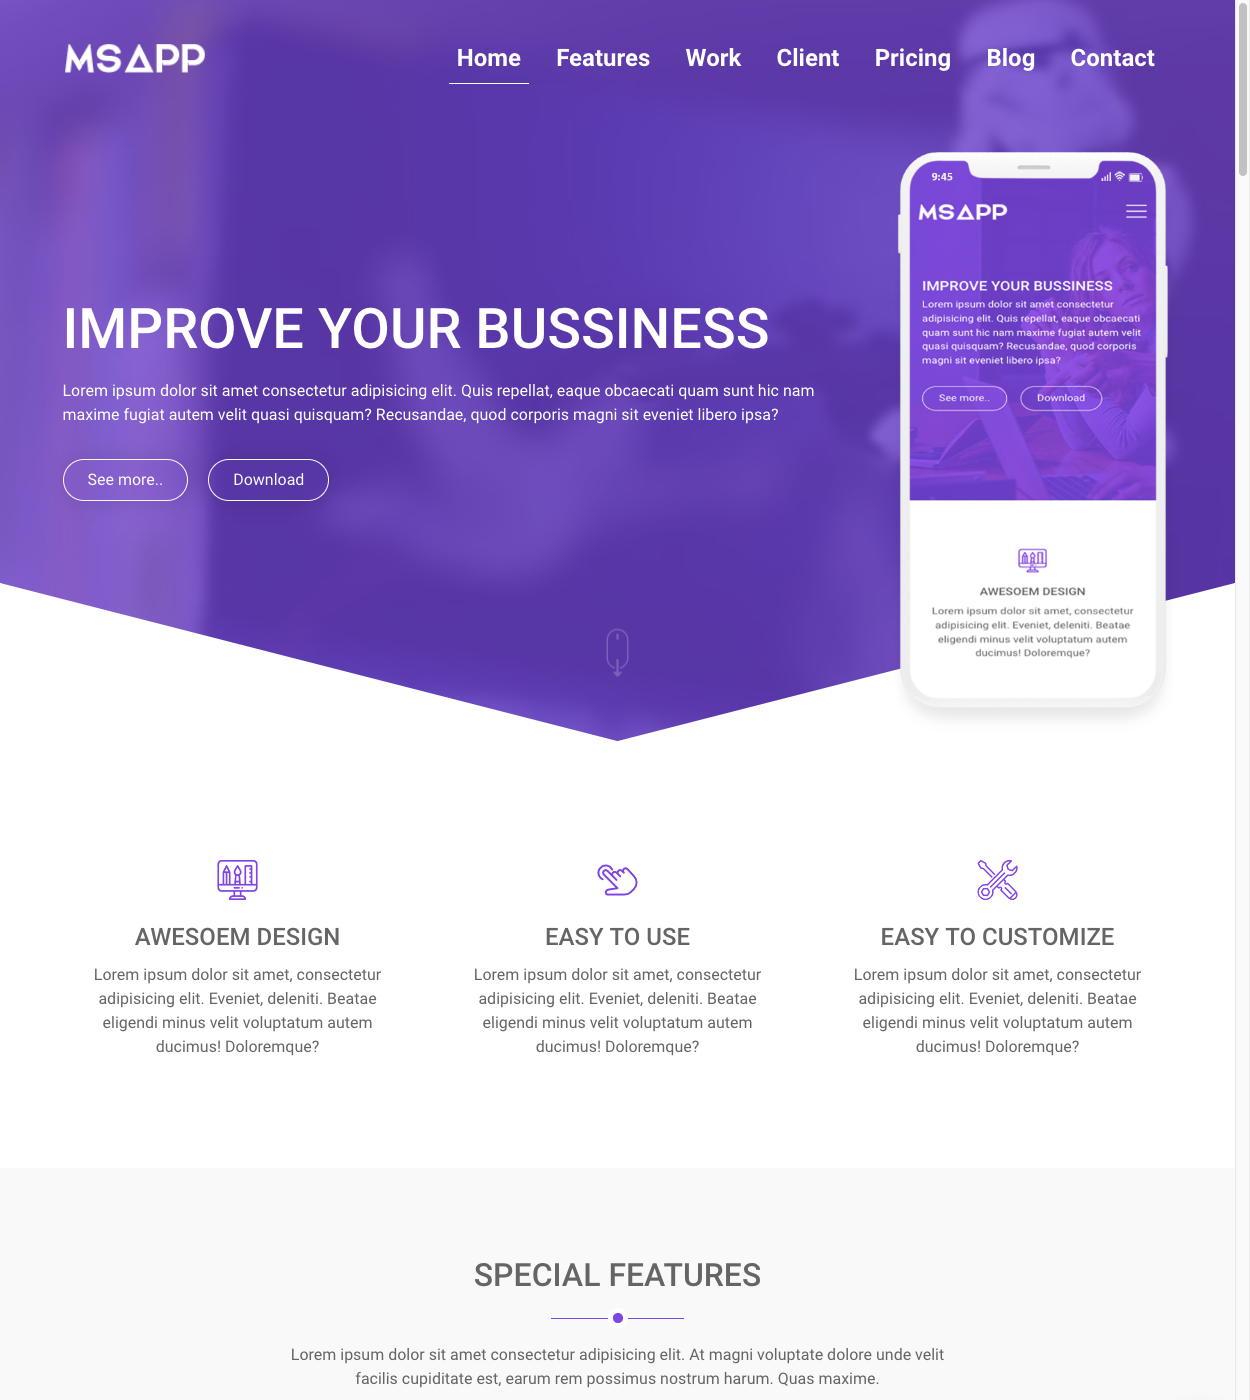 MSAPP
Home Features Work Client Pricing Blog Contact
IMPROVE YOUR BUSSINESS
Lorem ipsum dolor sit amet consectetur adipisicing elit. Quis repellat, eaque obcaecati quam sunt hic nam
maxime fugiat autem velit quasi quisquam? Recusandae, quod corporis magni sit eveniet libero ipsa?
See more.. Download
9:45
MSAPP
IMPROVE YOUR BUSSINESS
Lorem ipsum dolor sit amet consectetur
adipisicing elit. Quis repellat, eaque obcaecati
quam sunt hic nam maxime fugiat autem velit
quasi quisquam? Recusandae, quod corporis
magni sit eveniet libero ipsa?
See more.. Download
AWESOEM DESIGN
Lorem ipsum dolor sit amet, consectetur
adipisicing elit. Eveniet, deleniti. Beatae
eligendi minus velit voluptatum autem
ducimus! Doloremque?
AWESOEM DESIGN
Lorem ipsum dolor sit amet, consectetur
adipisicing elit. Eveniet, deleniti. Beatae
eligendi minus velit voluptatum autem
ducimus! Doloremque?
EASY TO USE
Lorem ipsum dolor sit amet, consectetur
adipisicing elit. Eveniet, deleniti. Beatae
eligendi minus velit voluptatum autem
ducimus! Doloremque?
EASY TO CUSTOMIZE
Lorem ipsum dolor sit amet, consectetur
adipisicing elit. Eveniet, deleniti. Beatae
eligendi minus velit voluptatum autem
ducimus! Doloremque?
SPECIAL FEATURES
Lorem ipsum dolor sit amet consectetur adipisicing elit. At magni voluptate dolore unde velit
facilis cupiditate est, earum rem possimus nostrum harum. Quas maxime.